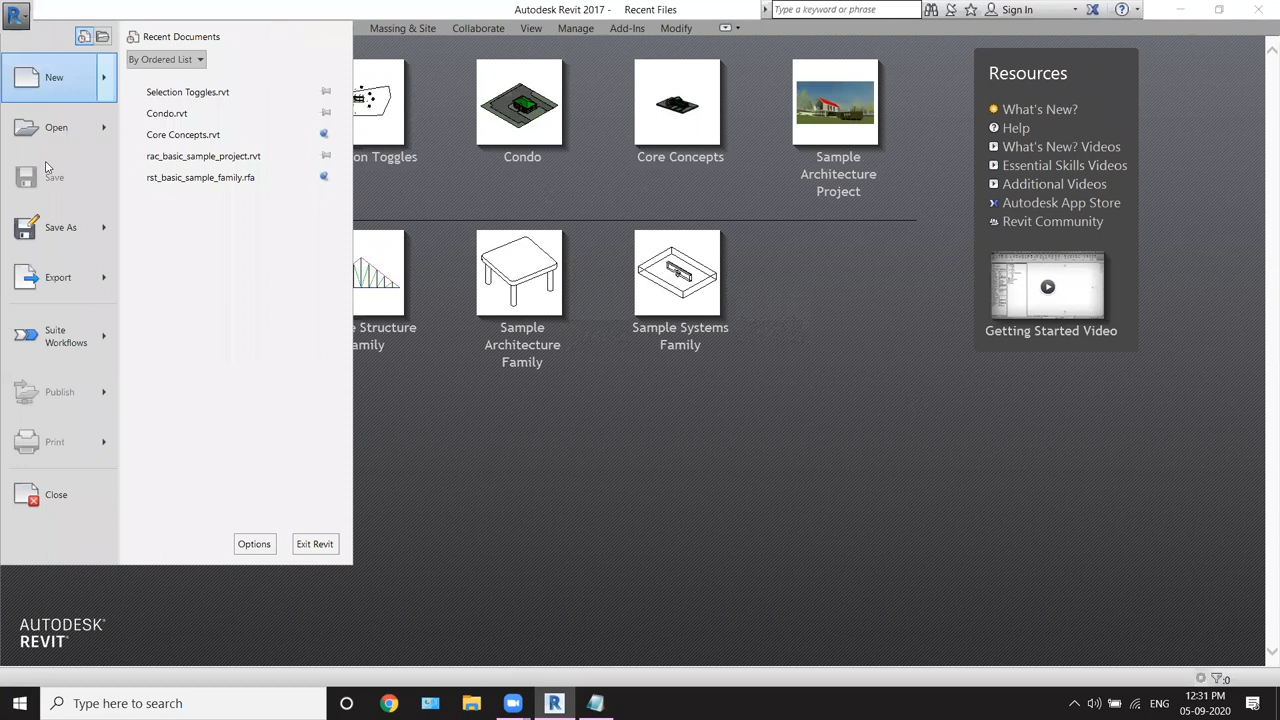 Autodesk Revit 2017 - Recent Files
Type a keyword or phrase
Sign In
Massing & Site
Collaborate
View
Manage
Add-Ins
Modify
Recent Documents
By Ordered List
New
Open
Save
Save As
Export
Suite
Workflows
Publish
Print
Close
Selection Toggles.rvt
Condo.rvt
Core Concepts.rvt
rac_basic_sample_project.rvt
rst_basic_sample_family.rfa
Options
Exit Revit
on Toggles
Condo
Core Concepts
Sample
Architecture
Project
e Structure
amily
Sample
Architecture
Family
Sample Systems
Family
Resources
What's New?
Help
What's New? Videos
Essential Skills Videos
Additional Videos
Autodesk App Store
Revit Community
Getting Started Video
AUTODESK
REVIT
:0
Type here to search
ENG
12:31 PM
05-09-2020